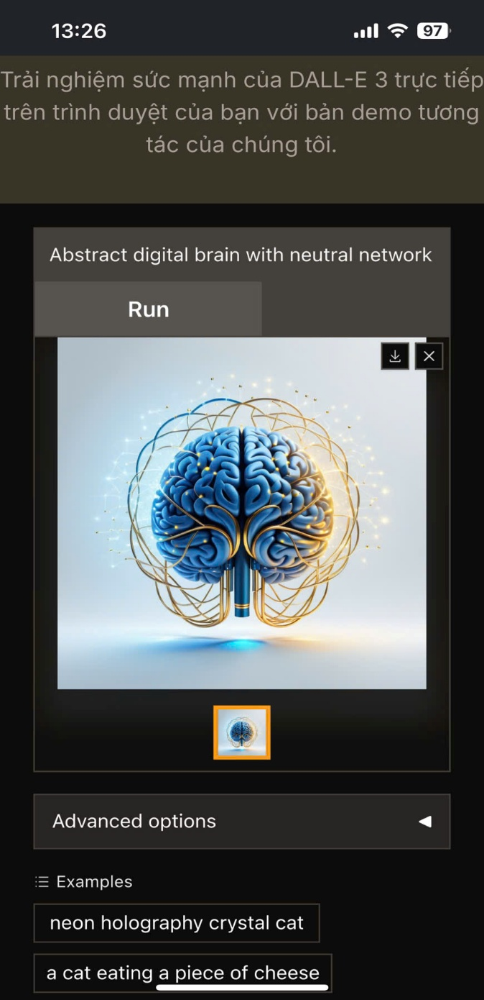 13:26
97
Trải nghiệm sức mạnh của DALL-E 3 trực tiếp
trên trình duyệt của bạn với bản demo tương
tác của chúng tôi.
Abstract digital brain with neutral network
Run
Advanced options
Examples
neon holography crystal cat
a cat eating a piece of cheese